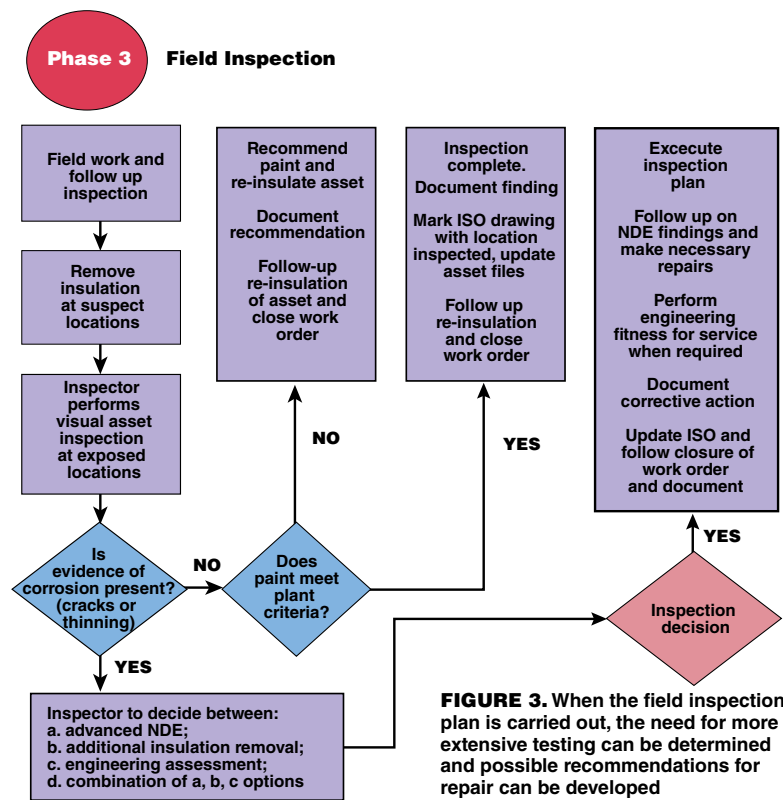 Phase 3
Field Inspection
Field work and
follow up
inspection
Remove
insulation
at suspect
locations
Inspector
performs
visual asset
inspection
at exposed
locations
Is
evidence of
corrosion present?
(cracks or
thinning)
NO
YES
Does
paint meet
plant
criteria?
NO
YES
Recommend
paint and
re-insulate asset
Document
recommendation
Follow-up
re-insulation
of asset and
close work order
Inspection
complete.
Document finding
Mark ISO drawing
with location
inspected, update
asset files
Follow up
re-insulation
and close
work order
Inspector to decide between:
a. advanced NDE;
b. additional insulation removal;
c. engineering assessment;
d. combination of a, b, c options
Inspection
decision
YES
Excecute
inspection
plan
Follow up on
NDE findings and
make necessary
repairs
Perform
engineering
fitness for service
when required
Document
corrective action
Update ISO and
follow closure of
work order
and document
FIGURE 3. When the field inspection
plan is carried out, the need for more
extensive testing can be determined
and possible recommendations for
repair can be developed